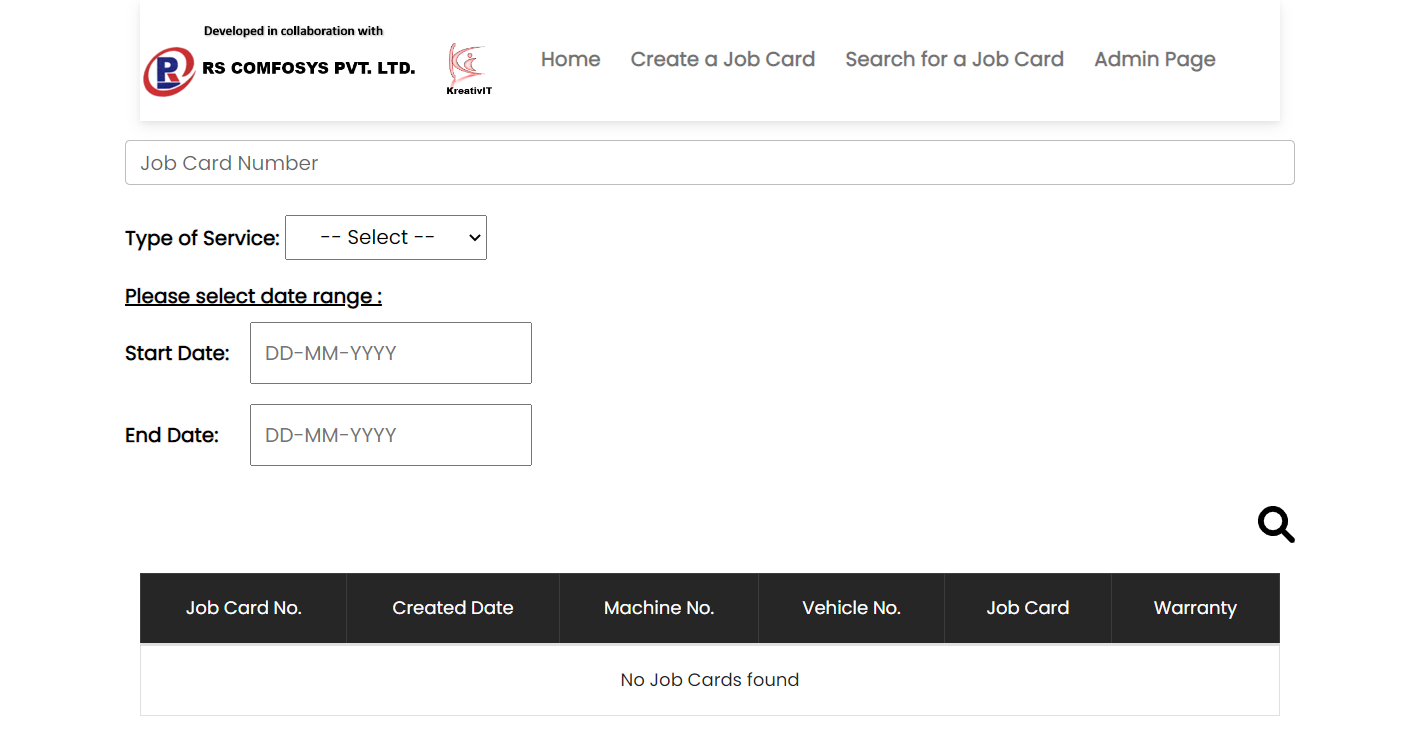 Developed in collaboration with
RS COMFOSYS PVT. LTD.
KreativIT
Home Create a Job Card Search for a Job Card Admin Page
Job Card Number
Type of Service: -- Select --
Please select date range :
Start Date: DD-MM-YYYY
End Date: DD-MM-YYYY
Job Card No. Created Date Machine No. Vehicle No. Job Card Warranty
No Job Cards found